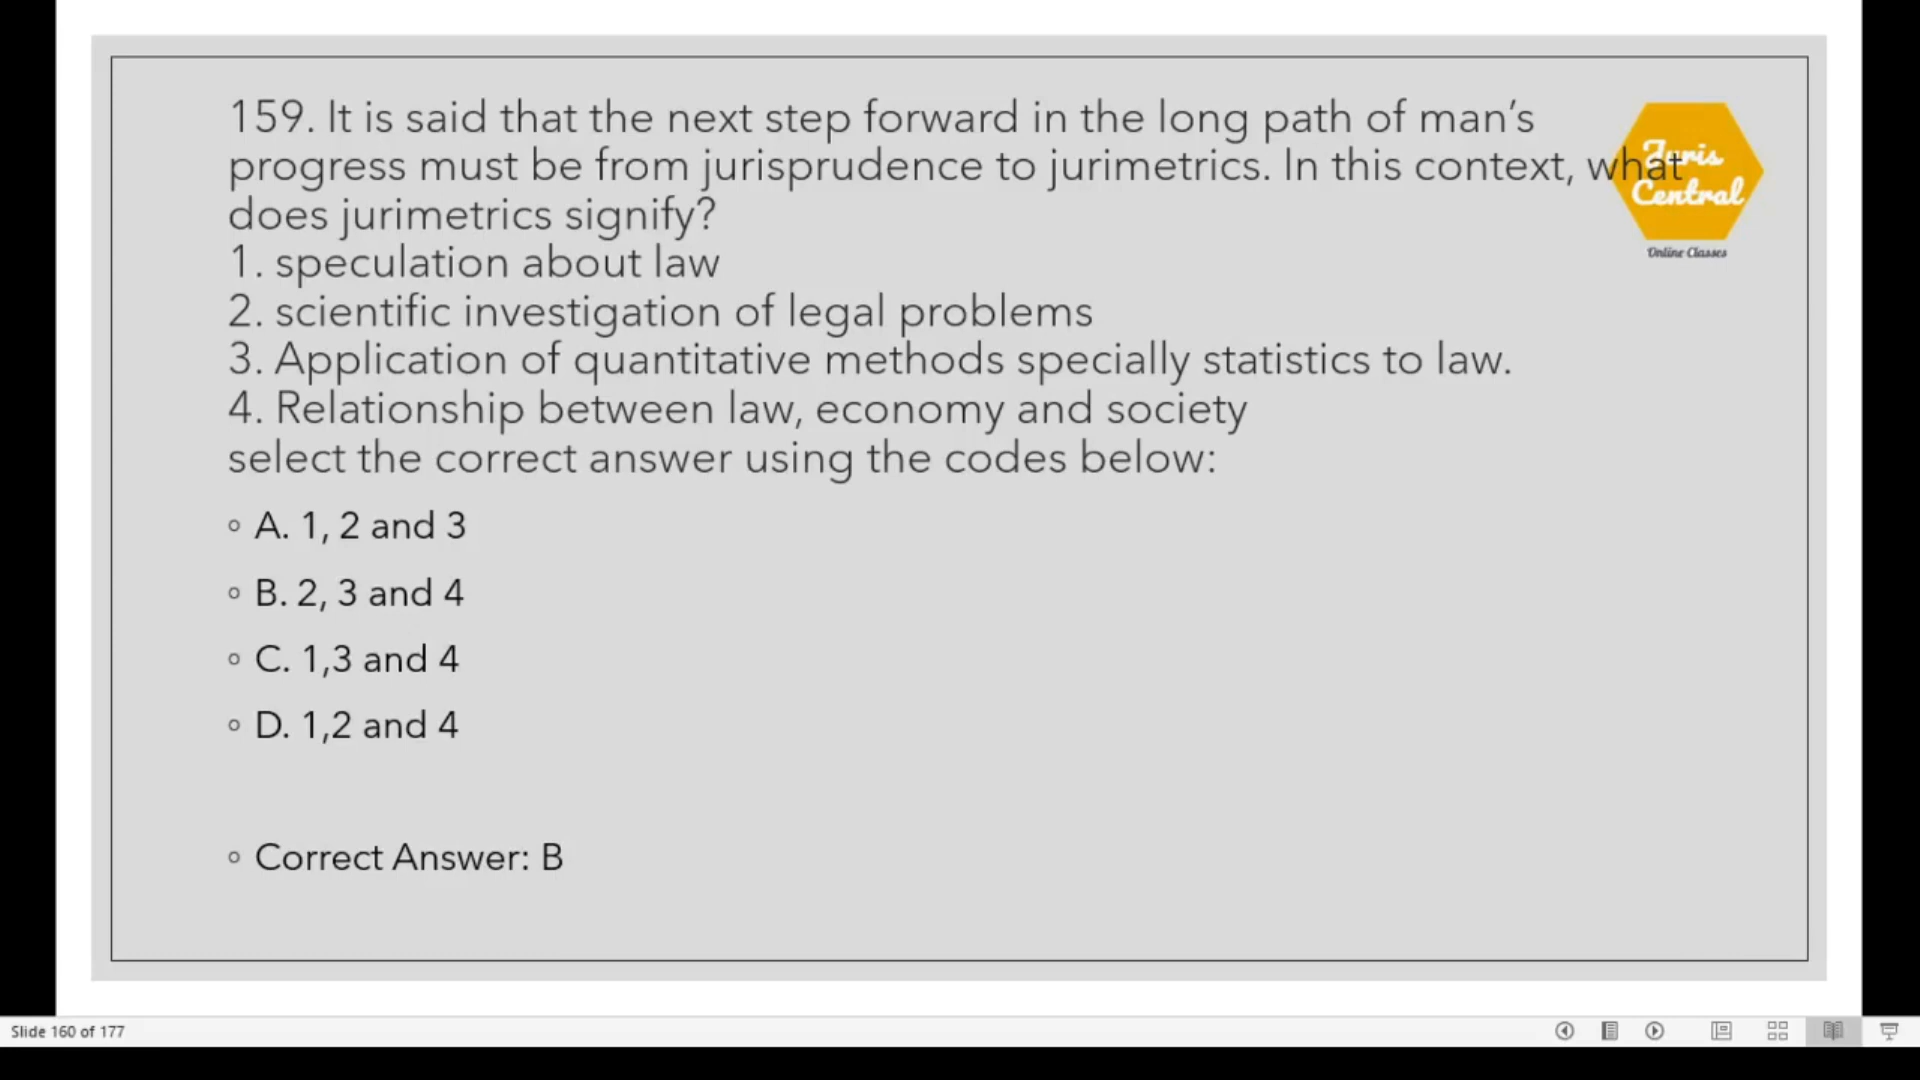 159. It is said that the next step forward in the long path of man’s
progress must be from jurisprudence to jurimetrics. In this context, what
does jurimetrics signify?
1. speculation about law
2. scientific investigation of legal problems
3. Application of quantitative methods specially statistics to law.
4. Relationship between law, economy and society
select the correct answer using the codes below:
Juris
Central
Online Classes
◦ A. 1, 2 and 3
◦ B. 2, 3 and 4
◦ C. 1,3 and 4
◦ D. 1,2 and 4
◦ Correct Answer: B
Slide 160 of 177